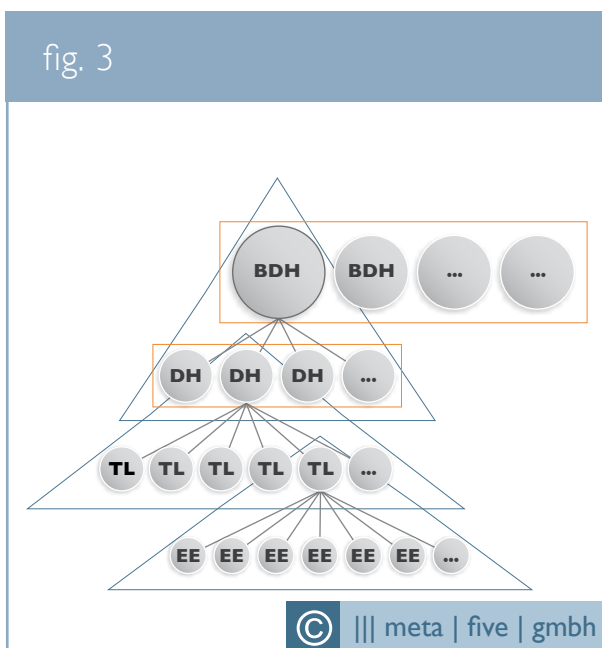 fig. 3
BDH BDH ... ...
DH DH DH ...
TL TL TL TL TL ...
EE EE EE EE EE EE ...
© ||| meta | five | gmbh